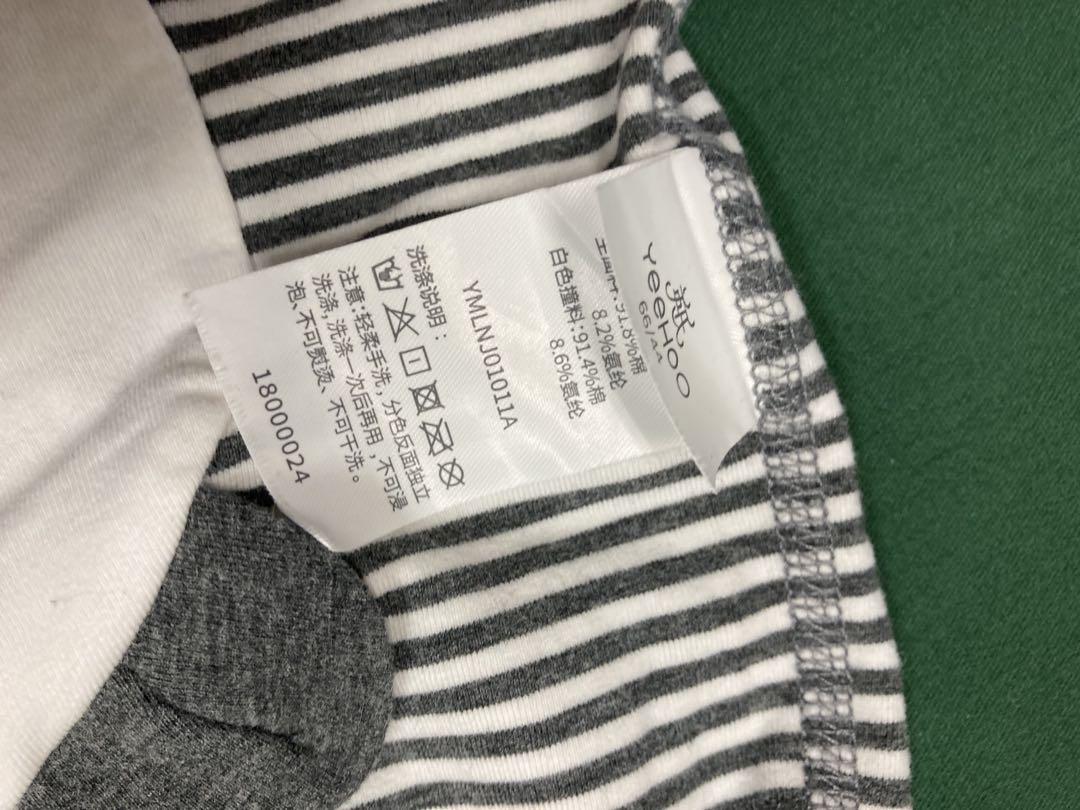 YeeHOO
66/44
91.8%棉
8.2%氨纶
白色撞料:91.4%棉
8.6%氨纶
YMLNJ01011A
洗涤说明：
注意:轻柔手洗，分色反面独立
洗涤，洗涤一次后再用，不可浸
泡、不可熨烫、不可干洗。
18000024